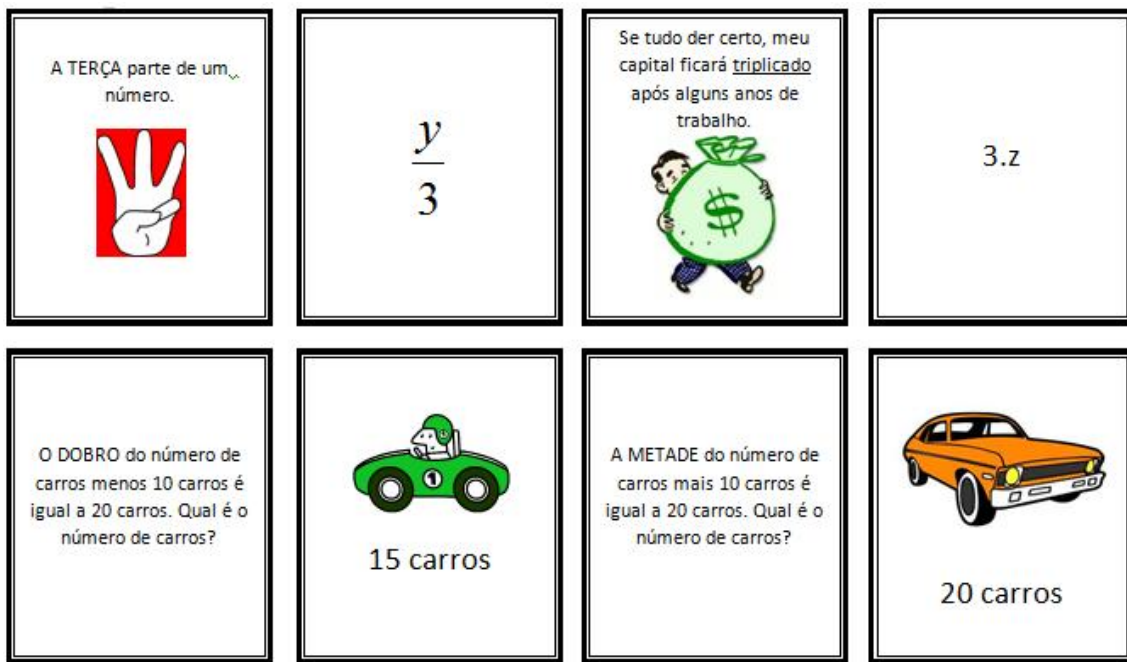 A TERÇA parte de um
número.
y
3
Se tudo der certo, meu
capital ficará triplicado
após alguns anos de
trabalho.
$
3.z
O DOBRO do número de
carros menos 10 carros é
igual a 20 carros. Qual é o
número de carros?
1
15 carros
A METADE do número de
carros mais 10 carros é
igual a 20 carros. Qual é o
número de carros?
20 carros